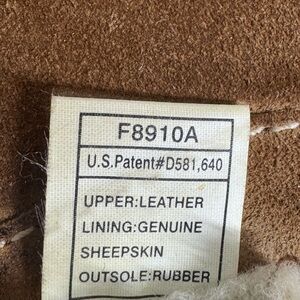 F8910A
U.S.Patent#D581,640
UPPER:LEATHER
LINING:GENUINE
SHEEPSKIN
OUTSOLE:RUBBER